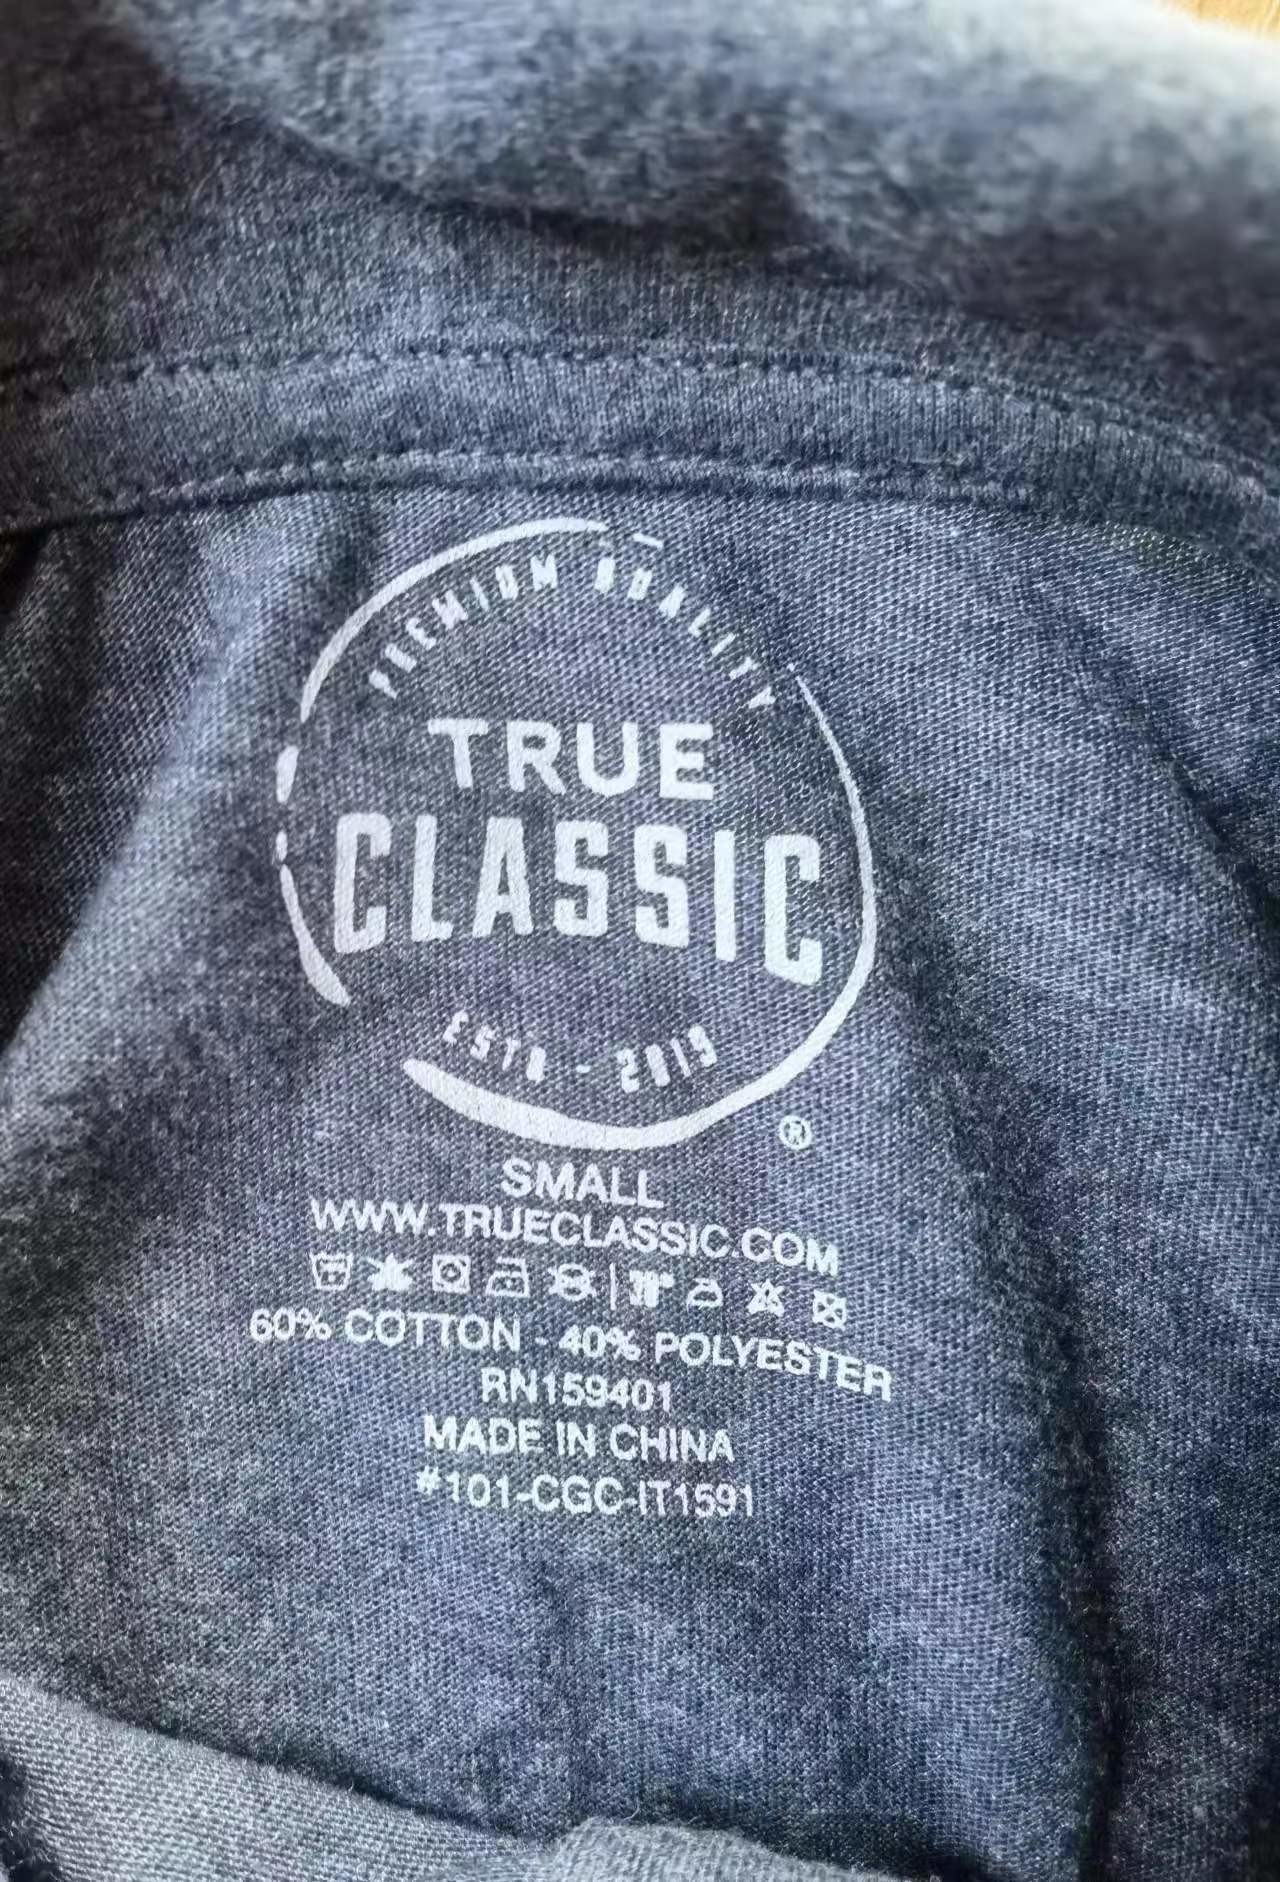 PREMIUM QUALITY
TRUE
CLASSIC
ESTD - 2019
®
SMALL
WWW.TRUECLASSIC.COM
60% COTTON - 40% POLYESTER
RN159401
MADE IN CHINA
#101-CGC-IT1591